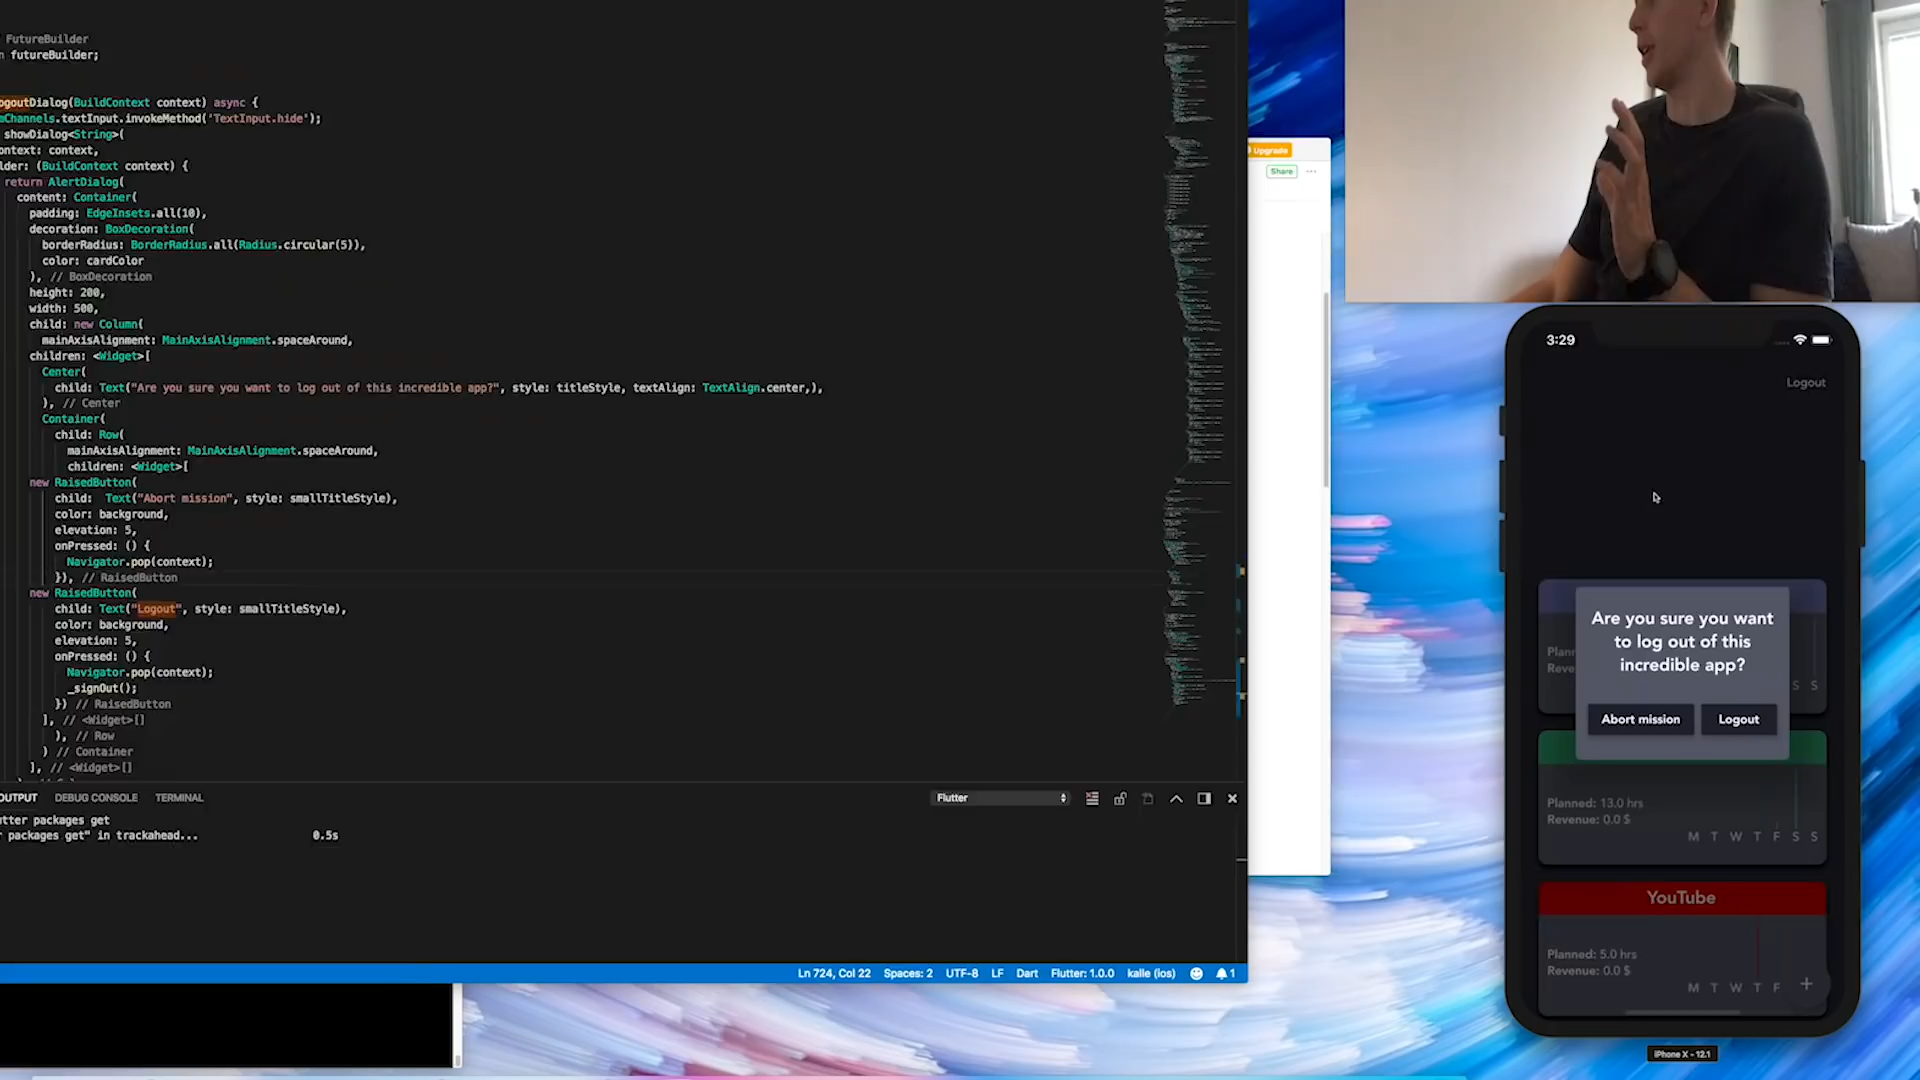 FutureBuilder
n futureBuilder;
ogoutDialog(BuildContext context) async {
mChannels.textInput.invokeMethod('TextInput.hide');
showDialog<String>(
ontext: context,
lder: (BuildContext context) {
return AlertDialog(
content: Container(
padding: EdgeInsets.all(10),
decoration: BoxDecoration(
borderRadius: BorderRadius.all(Radius.circular(5)),
color: cardColor
), // BoxDecoration
height: 200,
width: 500,
child: new Column(
mainAxisAlignment: MainAxisAlignment.spaceAround,
children: <Widget>[
Center(
child: Text("Are you sure you want to log out of this incredible app?", style: titleStyle, textAlign: TextAlign.center,),
), // Center
Container(
child: Row(
mainAxisAlignment: MainAxisAlignment.spaceAround,
children: <Widget>[
new RaisedButton(
child:  Text("Abort mission", style: smallTitleStyle),
color: background,
elevation: 5,
onPressed: () {
Navigator.pop(context);
}), // RaisedButton
new RaisedButton(
child: Text("Logout", style: smallTitleStyle),
color: background,
elevation: 5,
onPressed: () {
Navigator.pop(context);
_signOut();
}) // RaisedButton
], // <Widget>[]
), // Row
) // Container
], // <Widget>[]
OUTPUT DEBUG CONSOLE TERMINAL
Flutter
utter packages get
r packages get" in trackahead... 0.5s
Ln 724, Col 22 Spaces: 2 UTF-8 LF Dart Flutter: 1.0.0 kalle (ios) 1
Upgrade
Share ···
3:29
Logout
Are you sure you want
to log out of this
incredible app?
Abort mission Logout
Plann
Reve
S S
Planned: 13.0 hrs
Revenue: 0.0 $
M T W T F S S
YouTube
Planned: 5.0 hrs
Revenue: 0.0 $
M T W T F
+
iPhone X - 12.1